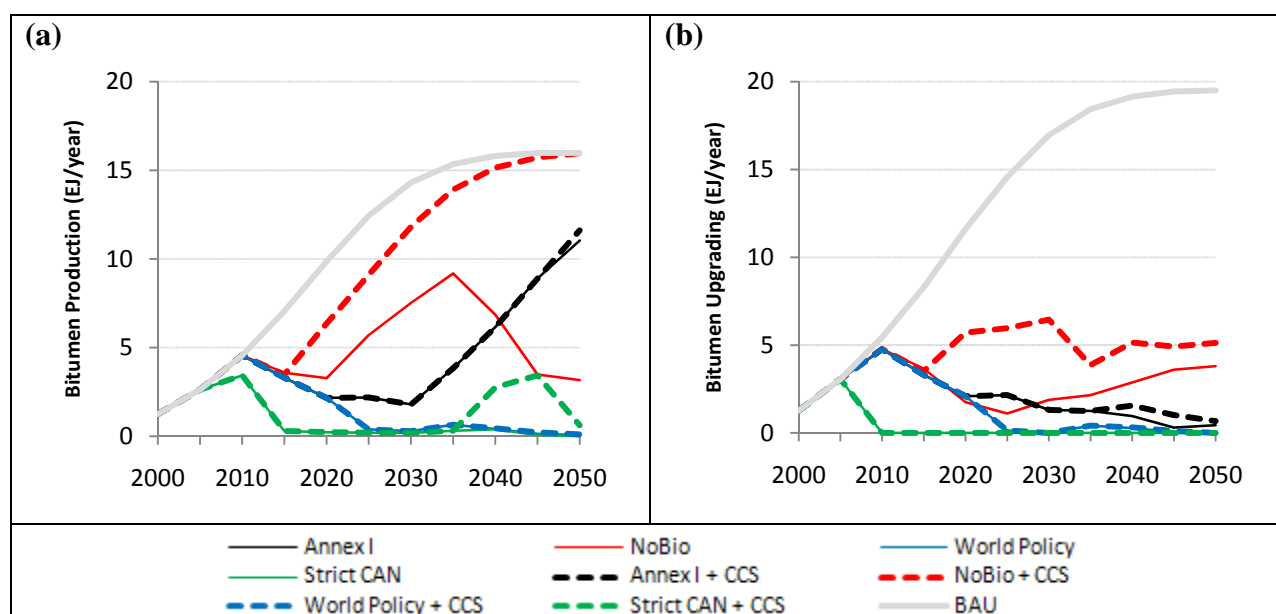 (a)
(b)
Bitumen Production (EJ/year)
20
15
10
5
0
2000 2010 2020 2030 2040 2050
Bitumen Upgrading (EJ/year)
20
15
10
5
0
2000 2010 2020 2030 2040 2050
Annex I NoBio World Policy
Strict CAN Annex I + CCS NoBio + CCS
World Policy + CCS Strict CAN + CCS BAU